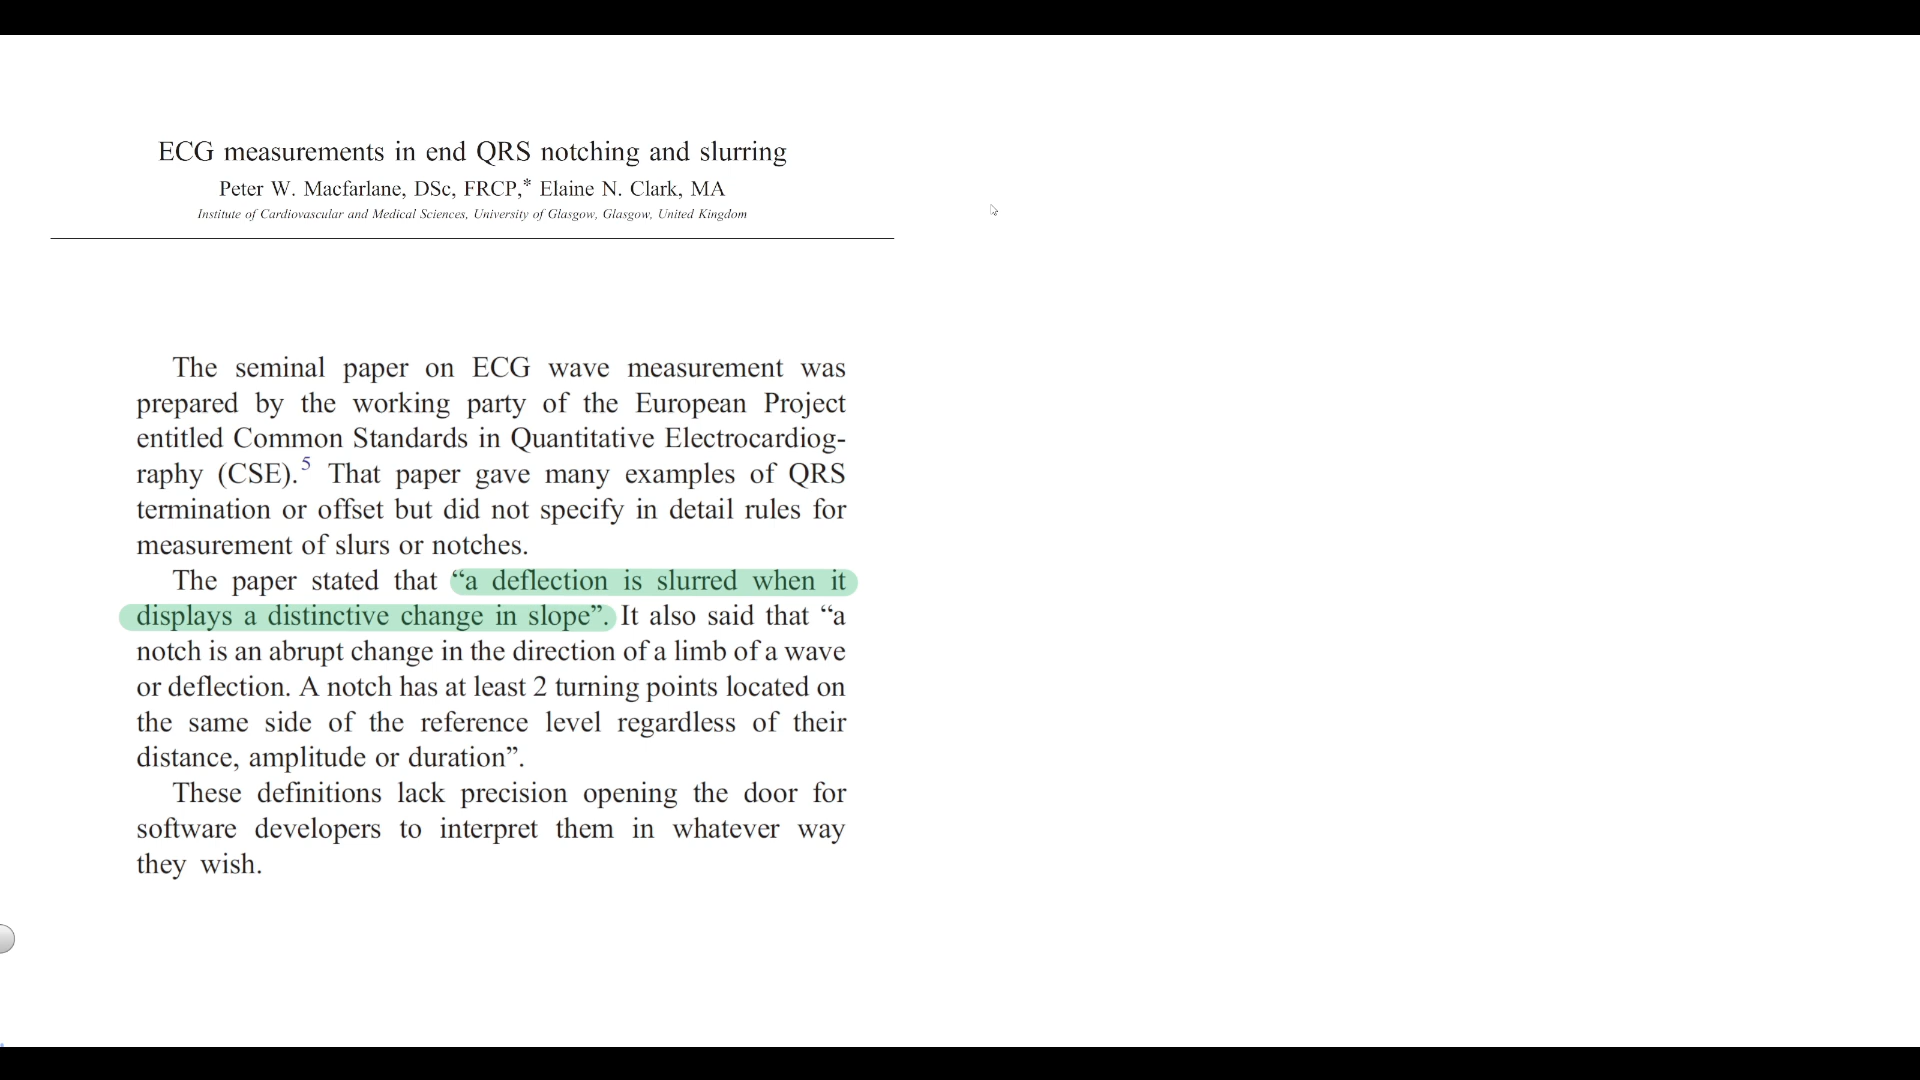 ECG measurements in end QRS notching and slurring
Peter W. Macfarlane, DSc, FRCP,* Elaine N. Clark, MA
Institute of Cardiovascular and Medical Sciences, University of Glasgow, Glasgow, United Kingdom
The seminal paper on ECG wave measurement was
prepared by the working party of the European Project
entitled Common Standards in Quantitative Electrocardiog-
raphy (CSE).5 That paper gave many examples of QRS
termination or offset but did not specify in detail rules for
measurement of slurs or notches.
The paper stated that “a deflection is slurred when it
displays a distinctive change in slope”. It also said that “a
notch is an abrupt change in the direction of a limb of a wave
or deflection. A notch has at least 2 turning points located on
the same side of the reference level regardless of their
distance, amplitude or duration”.
These definitions lack precision opening the door for
software developers to interpret them in whatever way
they wish.